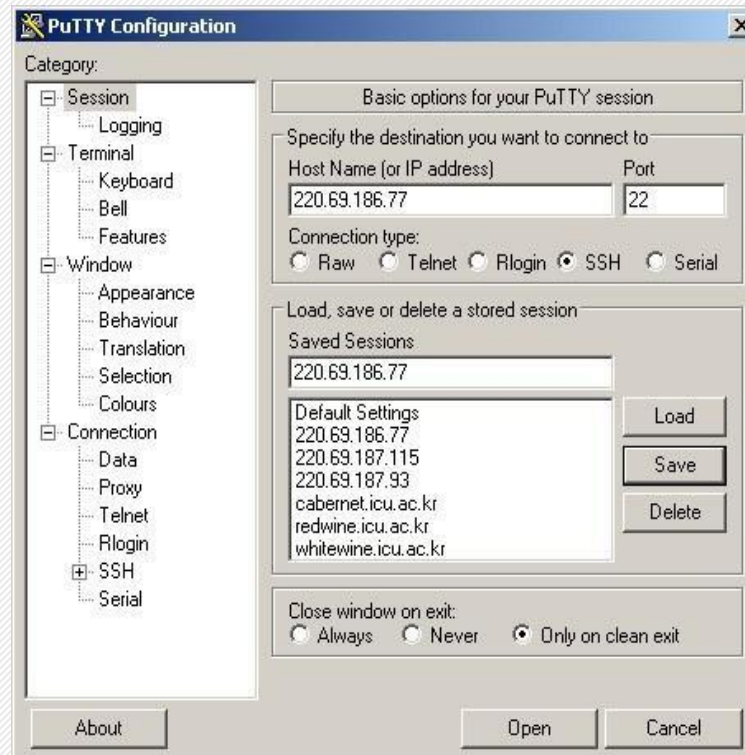 PuTTY Configuration
Category:
Session
Logging
Terminal
Keyboard
Bell
Features
Window
Appearance
Behaviour
Translation
Selection
Colours
Connection
Data
Proxy
Telnet
Rlogin
SSH
Serial
Basic options for your PuTTY session
Specify the destination you want to connect to
Host Name (or IP address) Port
220.69.186.77 22
Connection type:
Raw Telnet Rlogin SSH Serial
Load, save or delete a stored session
Saved Sessions
220.69.186.77
Default Settings
220.69.186.77
220.69.187.115
220.69.187.93
cabernet.icu.ac.kr
redwine.icu.ac.kr
whitewine.icu.ac.kr
Load
Save
Delete
Close window on exit:
Always Never Only on clean exit
About Open Cancel